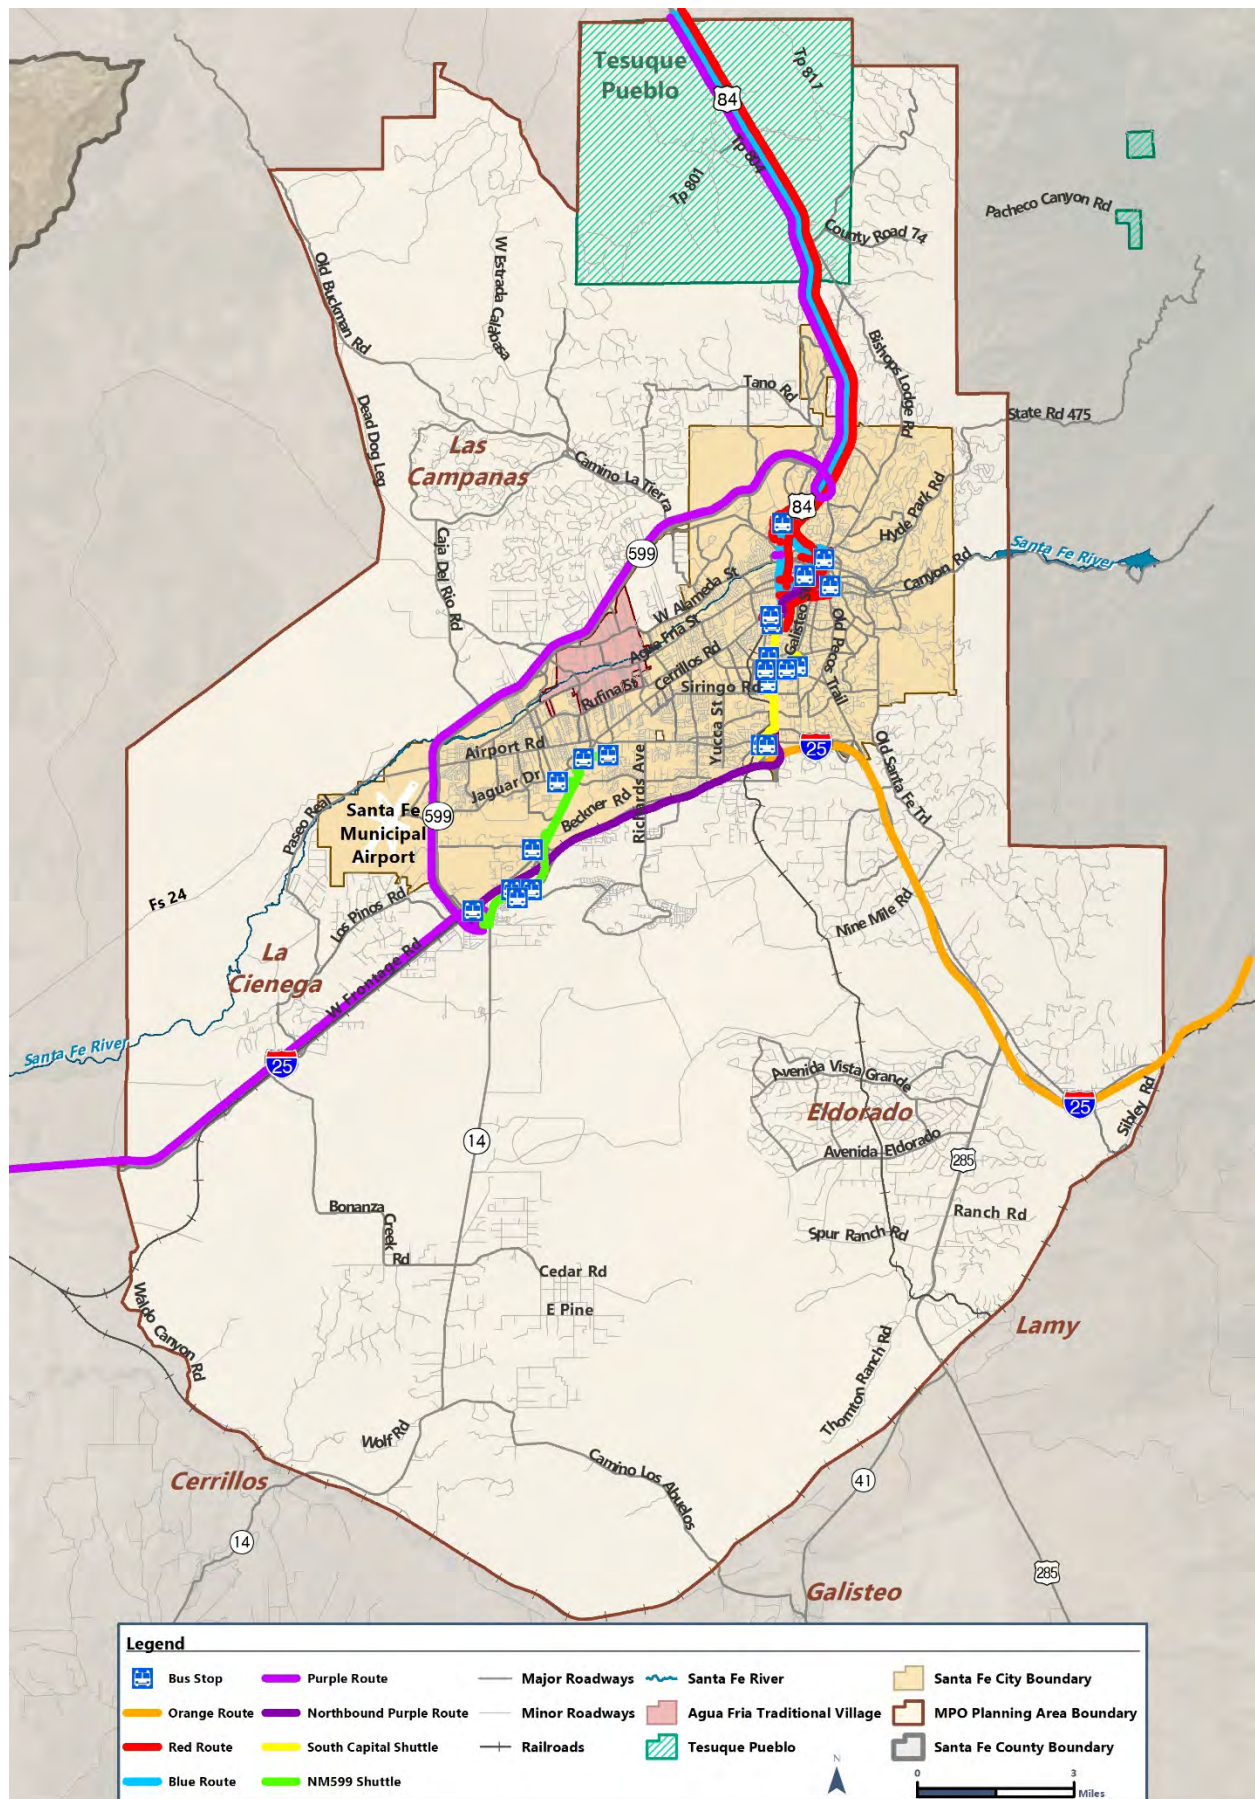 Tesuque
Pueblo
Tp 817
84
Tp 804
Tp 801
Pacheco Canyon Rd
County Road 74
W Estrada Calabasa
Old Buckman Rd
Bishops Lodge Rd
Tano Rd
State Rd 475
Dead Dog Leg
Las
Campanas
Camino La Tierra
Hyde Park Rd
84
599
Santa Fe River
Caja Del Rio Rd
Canyon Rd
W Alameda St
Agua Fria St
Galisteo St
Old Pecos Trail
Cerrillos Rd
Rufina St
Siringo Rd
Yucca St
Airport Rd
25
Old Santa Fe Trl
Jaguar Dr
Richards Ave
Beckner Rd
Paseo Real
Santa Fe
Municipal
Airport
599
Fs 24
Los Pinos Rd
Nine Mile Rd
La
Cienega
W Frontage Rd
Santa Fe River
25
Avenida Vista Grande
Eldorado
25
Sibley Rd
14
Avenida Eldorado
285
Bonanza
Creek
Rd
Ranch Rd
Spur Ranch Rd
Cedar Rd
E Pine
Waldo Canyon Rd
Lamy
Thornton Ranch Rd
Wolf Rd
Cerrillos
Camino Los Abuelos
41
14
285
Galisteo
Legend
Bus Stop
Purple Route
Major Roadways
Santa Fe River
Santa Fe City Boundary
Orange Route
Northbound Purple Route
Minor Roadways
Agua Fria Traditional Village
MPO Planning Area Boundary
Red Route
South Capital Shuttle
Railroads
Tesuque Pueblo
Santa Fe County Boundary
Blue Route
NM599 Shuttle
N
0
3
Miles